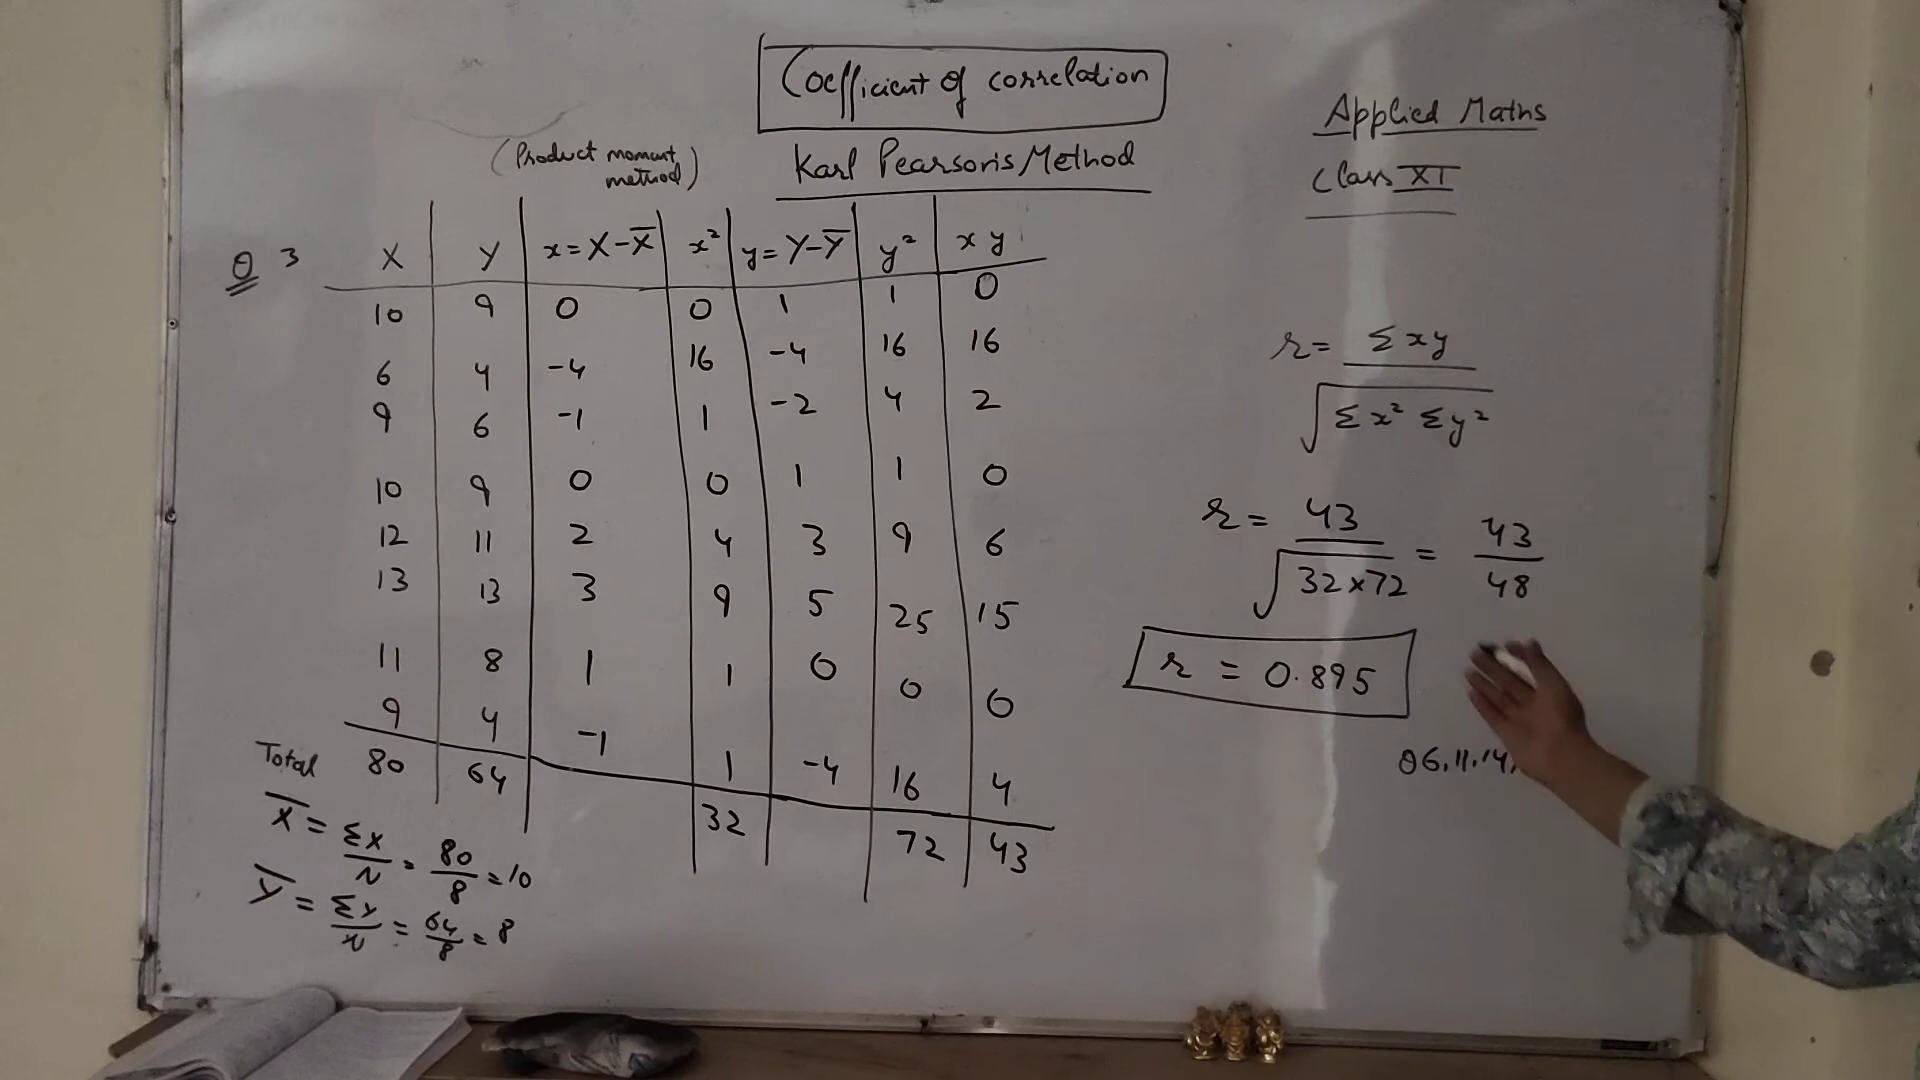 Coefficient of correlation
Applied Maths
(Product moment method)
Karl Pearson's Method
Class XI
Q 3
X Y x = X - X̅ x² y = Y - Y̅ y² x y
10 9 0 0 1 1 0
6 4 -4 16 -4 16 16
9 6 -1 1 -2 4 2
10 9 0 0 1 1 0
12 11 2 4 3 9 6
13 13 3 9 5 25 15
11 8 1 1 0 0 0
9 4 -1 1 -4 16 4
Total 80 64 32 72 43
X̅ = ΣX/N = 80/8 = 10
Y̅ = ΣY/N = 64/8 = 8
r = Σxy / √(Σx² Σy²)
r = 43 / √(32×72) = 43/48
r = 0.895